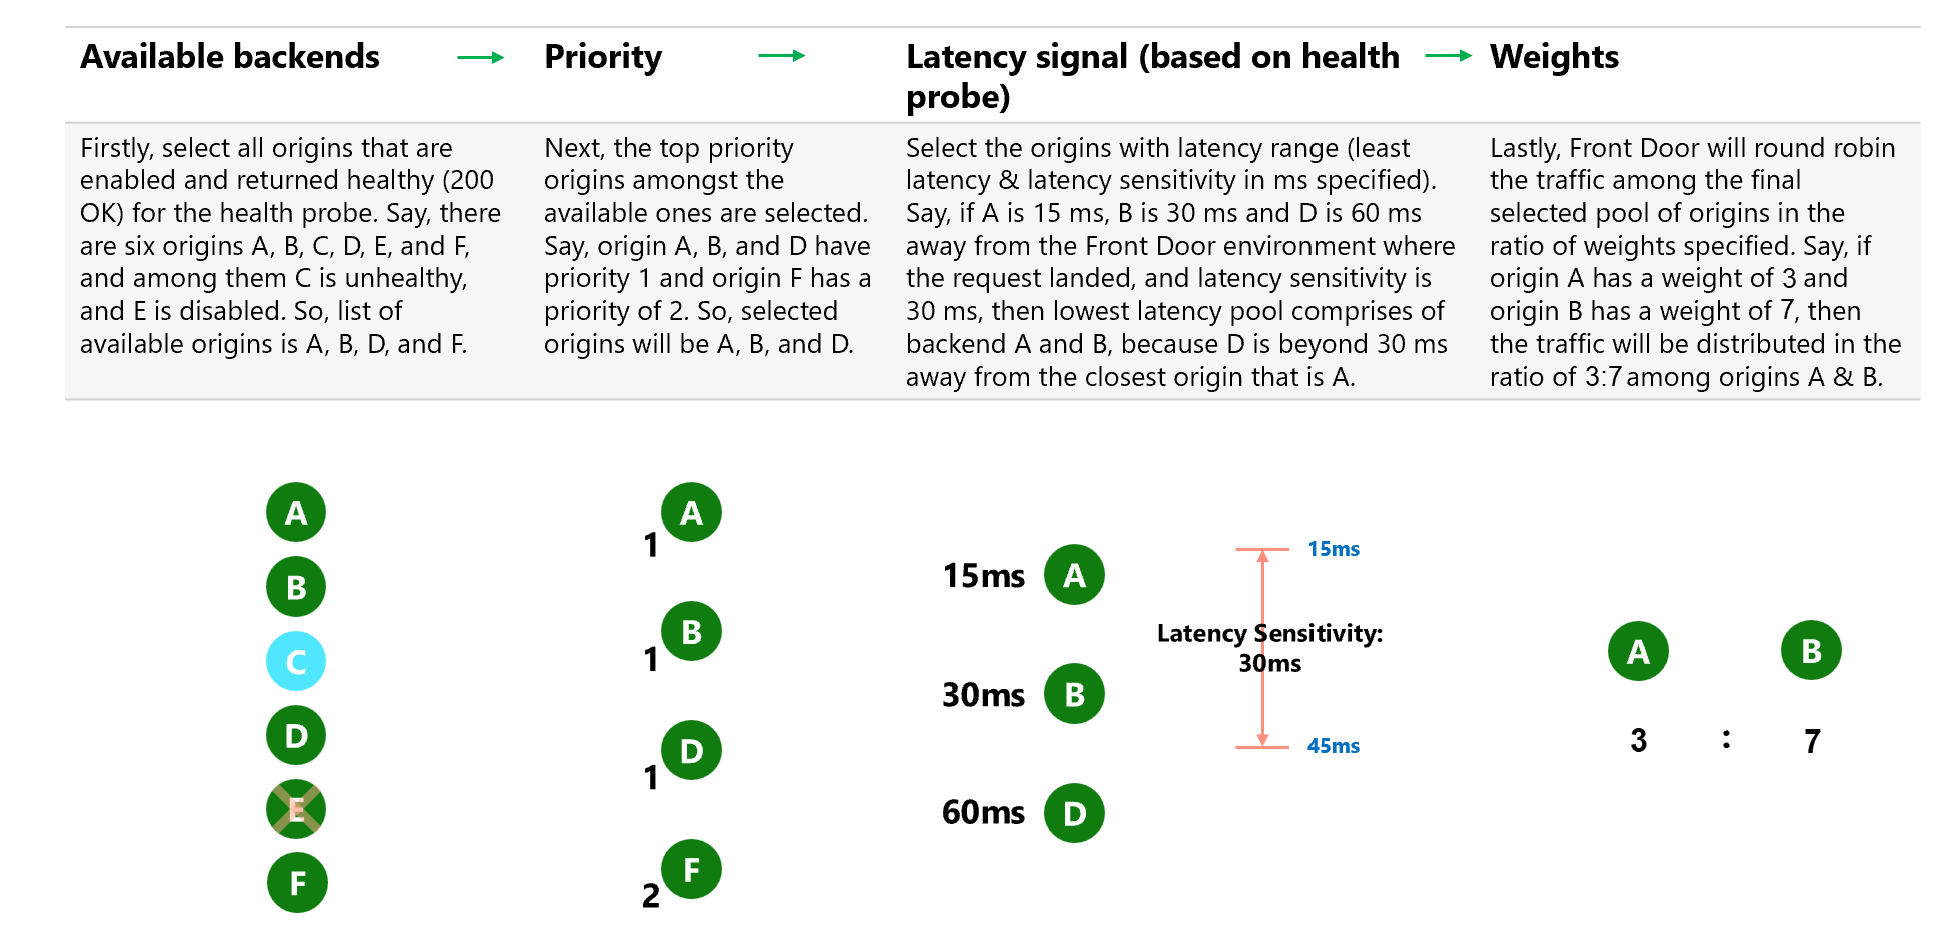 Available backends
Priority
Latency signal (based on health
probe)
Weights
Firstly, select all origins that are
enabled and returned healthy (200
OK) for the health probe. Say, there
are six origins A, B, C, D, E, and F,
and among them C is unhealthy,
and E is disabled. So, list of
available origins is A, B, D, and F.
Next, the top priority
origins amongst the
available ones are selected.
Say, origin A, B, and D have
priority 1 and origin F has a
priority of 2. So, selected
origins will be A, B, and D.
Select the origins with latency range (least
latency & latency sensitivity in ms specified).
Say, if A is 15 ms, B is 30 ms and D is 60 ms
away from the Front Door environment where
the request landed, and latency sensitivity is
30 ms, then lowest latency pool comprises of
backend A and B, because D is beyond 30 ms
away from the closest origin that is A.
Lastly, Front Door will round robin
the traffic among the final
selected pool of origins in the
ratio of weights specified. Say, if
origin A has a weight of 3 and
origin B has a weight of 7, then
the traffic will be distributed in the
ratio of 3:7 among origins A & B.
A
B
C
D
E
F
A
1
B
1
D
1
F
2
15ms A
30ms B
60ms D
15ms
Latency Sensitivity:
30ms
45ms
A B
3 : 7